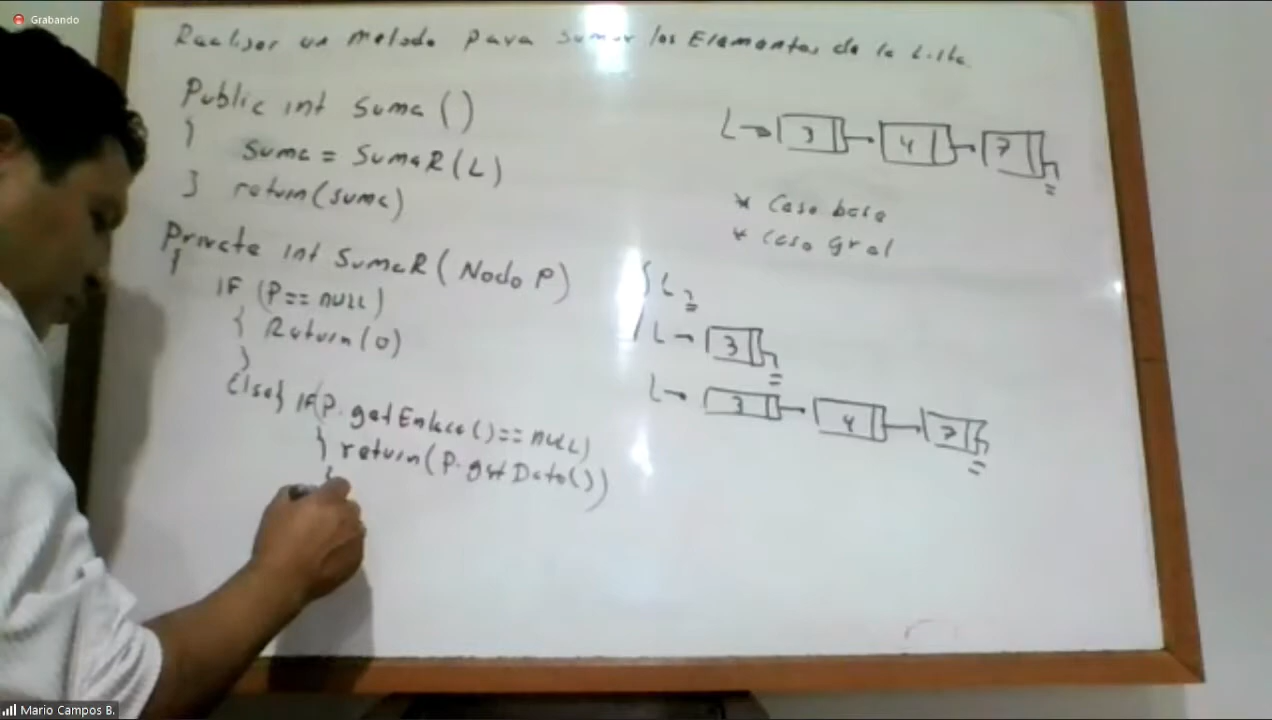 Grabando
Realizar un metodo para sumar los Elementos de la Lista
Public int Suma ()
{
Suma = SumaR(L)
} return(suma)
Private int SumaR(Nodo P)
{
IF (P==null)
{ Return(0)
}
Else{ IF(P.getEnlace()==null)
} return(P.getDato())
L→ 3 4 7
* Caso base
* Caso Gral
L
L→ 3
L→ 3 4 7
Mario Campos B.